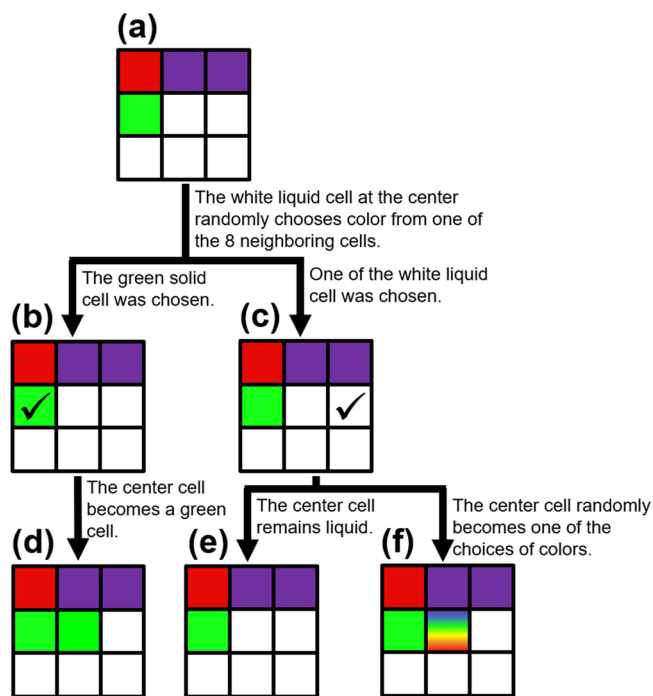 (a)
The white liquid cell at the center
randomly chooses color from one of
the 8 neighboring cells.
The green solid
cell was chosen.
One of the white liquid
cell was chosen.
(b)
(c)
The center cell
becomes a green
cell.
The center cell
remains liquid.
The center cell randomly
becomes one of the
choices of colors.
(d)
(e)
(f)